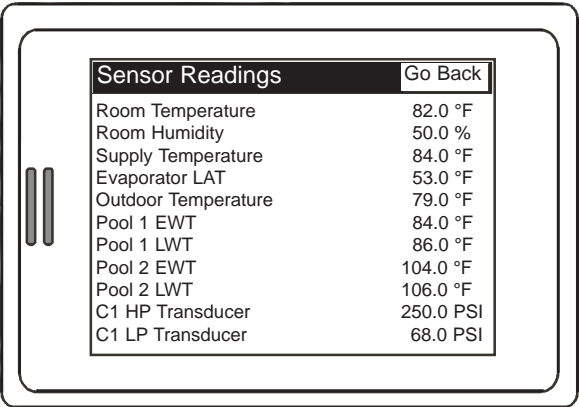 Sensor Readings Go Back
Room Temperature 82.0 °F
Room Humidity 50.0 %
Supply Temperature 84.0 °F
Evaporator LAT 53.0 °F
Outdoor Temperature 79.0 °F
Pool 1 EWT 84.0 °F
Pool 1 LWT 86.0 °F
Pool 2 EWT 104.0 °F
Pool 2 LWT 106.0 °F
C1 HP Transducer 250.0 PSI
C1 LP Transducer 68.0 PSI